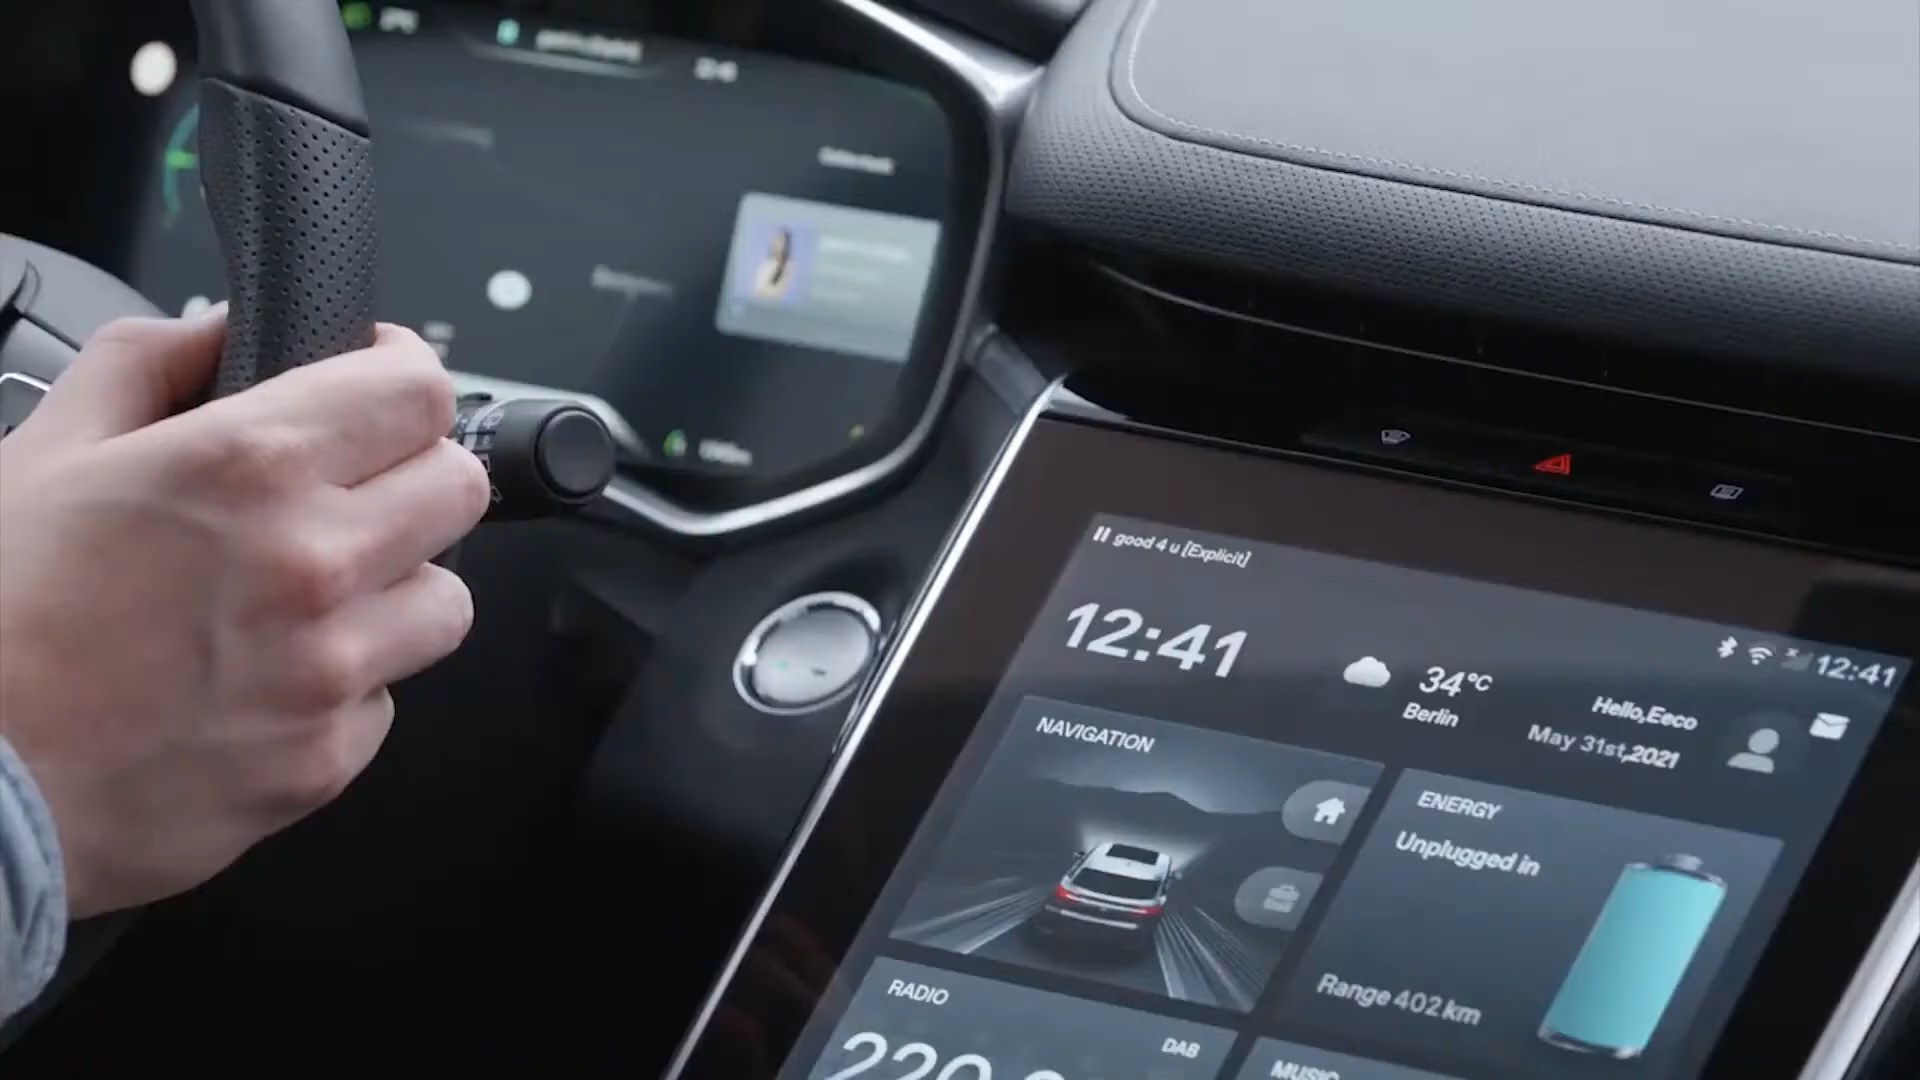 good 4 u [Explicit]
12:41
12:41
34°C
Berlin
Hello,Eeco
May 31st,2021
NAVIGATION
ENERGY
Unplugged in
Range 402 km
RADIO
DAB
MUSIC